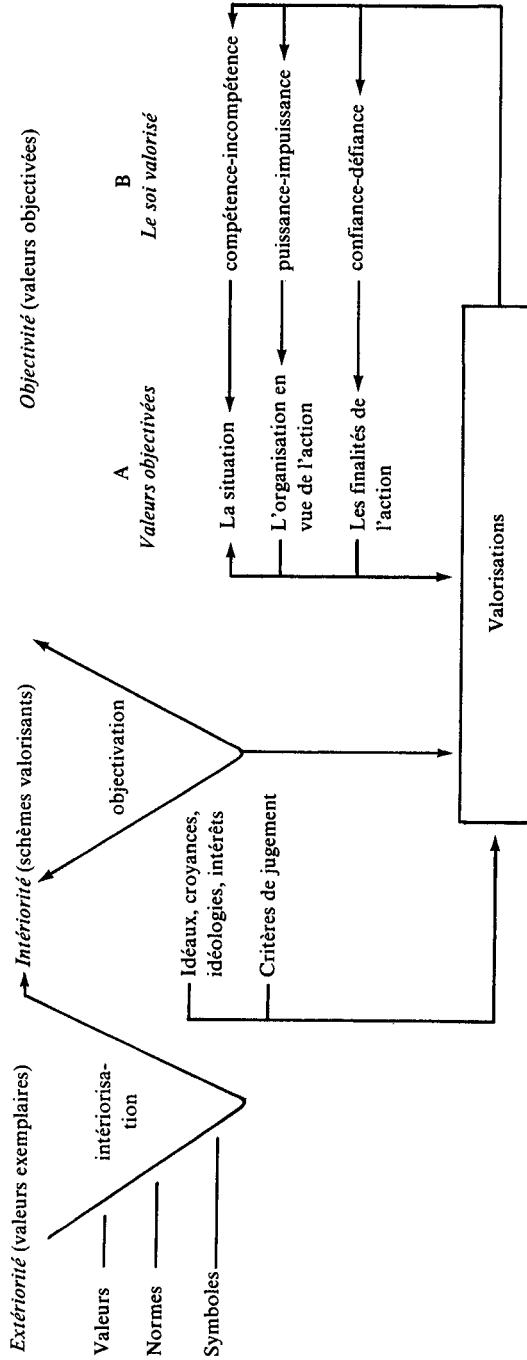 Extériorité (valeurs exemplaires)
Valeurs
Normes
Symboles
intériorisa-
tion
Intériorité (schèmes valorisants)
objectivation
Idéaux, croyances,
idéologies, intérêts
Critères de jugement
Objectivité (valeurs objectivées)
A
Valeurs objectivées
B
Le soi valorisé
La situation
compétence-incompétence
L'organisation en
vue de l'action
puissance-impuissance
Les finalités de
l'action
confiance-défiance
Valorisations